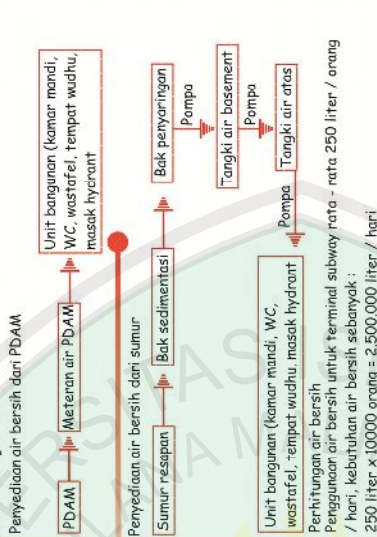 Penyediaan air bersih dari PDAM
PDAM
Meteran air PDAM
Unit bangunan (kamar mandi,
WC, wastafel, tempat wudhu,
masak hydrant
Penyediaan air bersih dari sumur
Sumur resapan
Bak sedimentasi
Bak penyaringan
Pompa
Tangki air basement
Pompa
Tangki air atas
Pompa
Unit bangunan (kamar mandi, WC,
wastafel, tempat wudhu, masak hydrant
Perhitungan air bersih
Penggunaan air bersih untuk terminal subway rata - rata 250 liter / orang
/ hari, kebutuhan air bersih sebanyak :
250 liter x 10000 orang = 2.500.000 liter / hari